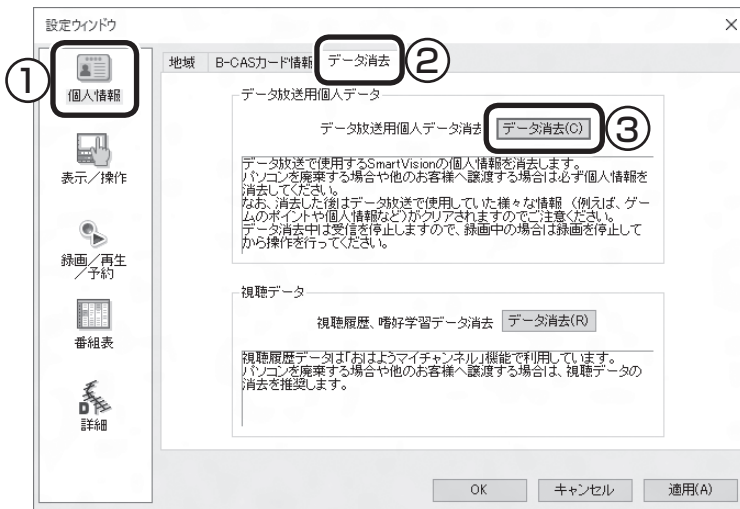 設定ウィンドウ
①
個人情報
表示／操作
録画／再生
／予約
番組表
詳細
地域
B-CASカード情報
データ消去
②
データ放送用個人データ
データ放送用個人データ消去
データ消去(C)
③
データ放送で使用するSmartVisionの個人情報を消去します。
パソコンを廃棄する場合や他のお客様へ譲渡する場合は必ず個人情報を
消去してください。
なお、消去した後はデータ放送で使用していた様々な情報（例えば、ゲー
ムのポイントや個人情報など）がクリアされますのでご注意ください。
データ消去中は受信を停止しますので、録画中の場合は録画を停止して
から操作を行ってください。
視聴データ
視聴履歴、嗜好学習データ消去
データ消去(R)
視聴履歴データは「おはようマイチャンネル」機能で利用しています。
パソコンを廃棄する場合や他のお客様へ譲渡する場合は、視聴データの
消去を推奨します。
OK
キャンセル
適用(A)